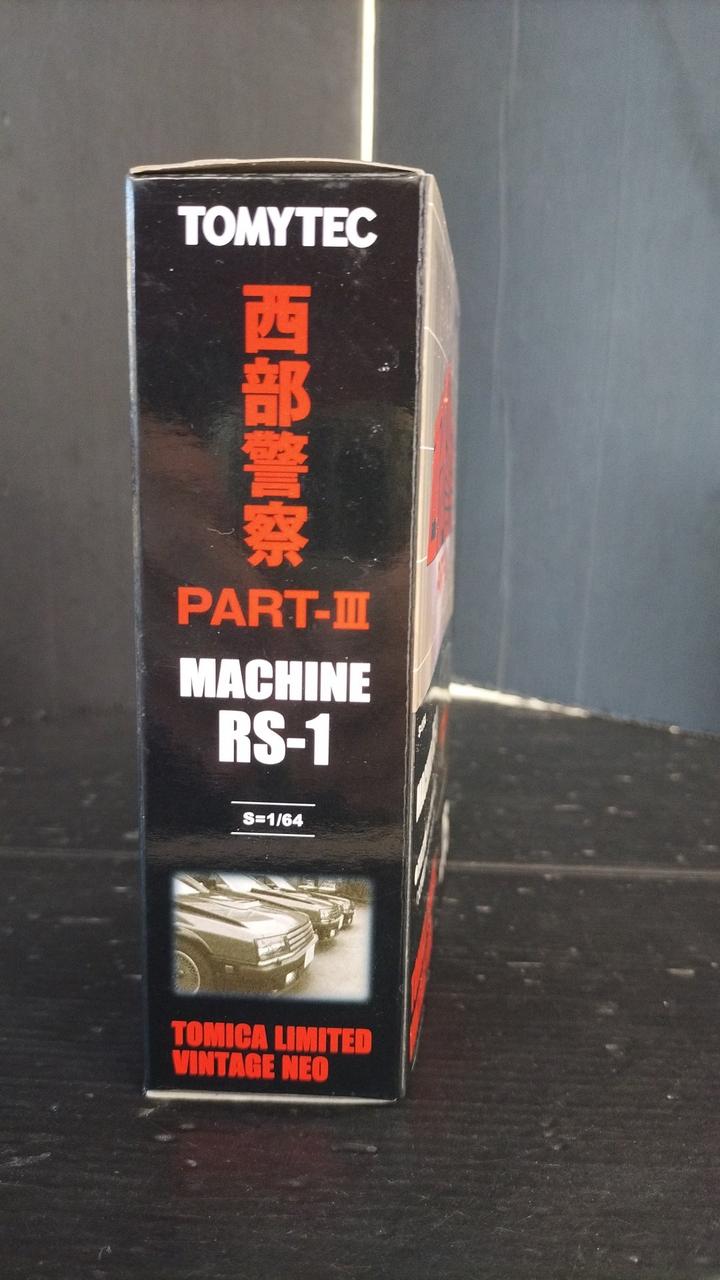 TOMYTEC
西部警察
PART-III
MACHINE
RS-1
S=1/64
TOMICA LIMITED
VINTAGE NEO